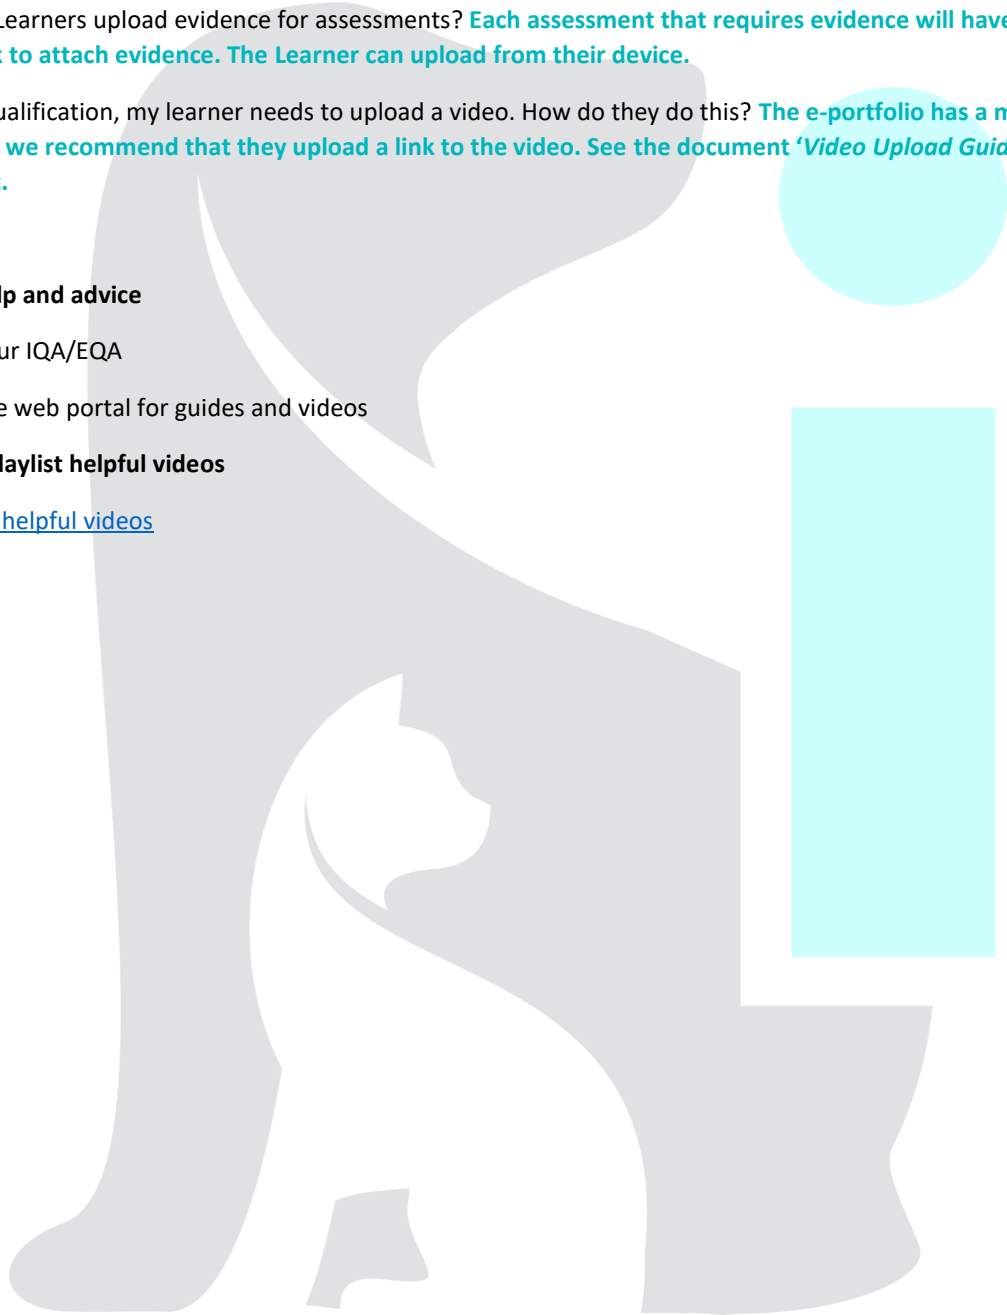 Learners upload evidence for assessments? Each assessment that requires evidence will have
to attach evidence. The Learner can upload from their device.
ualification, my learner needs to upload a video. How do they do this? The e-portfolio has a m
we recommend that they upload a link to the video. See the document ‘Video Upload Guid
.
lp and advice
ur IQA/EQA
e web portal for guides and videos
laylist helpful videos
helpful videos